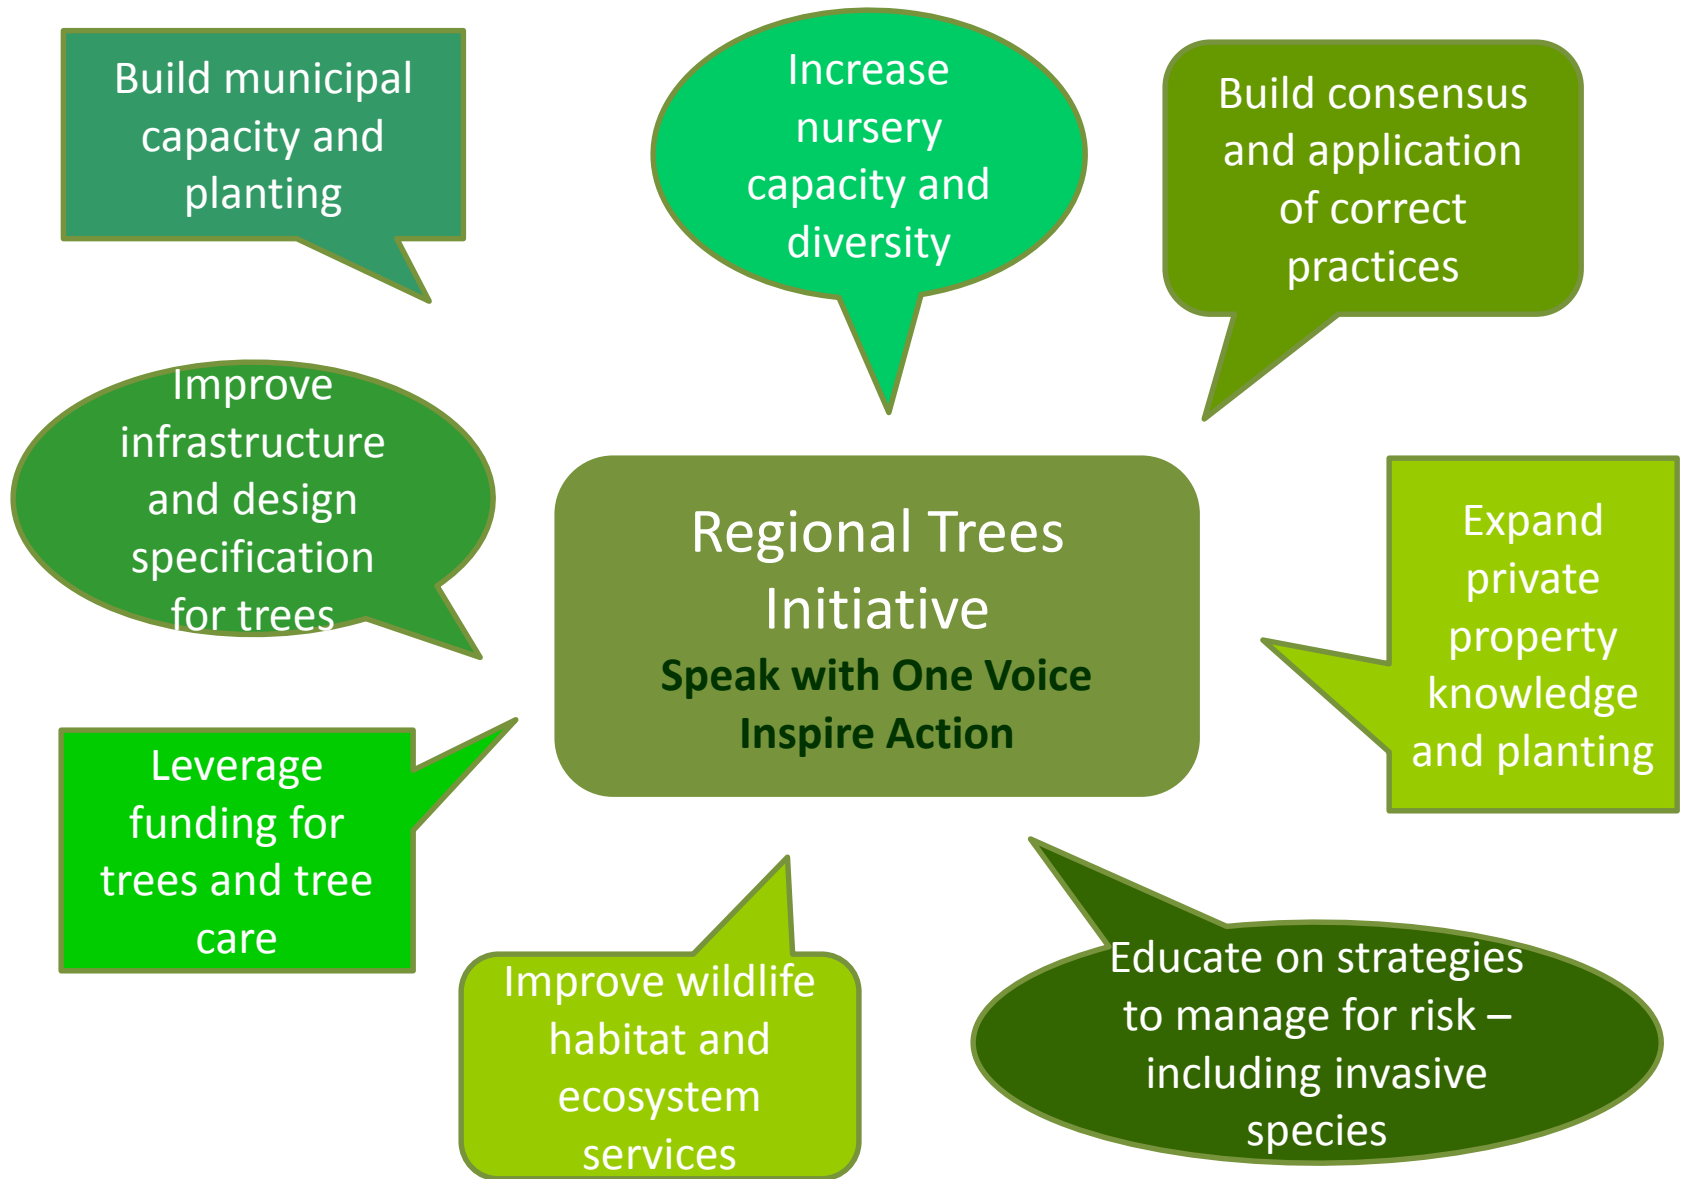 Build municipal
capacity and
planting
Increase
nursery
capacity and
diversity
Build consensus
and application
of correct
practices
Improve
infrastructure
and design
specification
for trees
Regional Trees
Initiative
Speak with One Voice
Inspire Action
Expand
private
property
knowledge
and planting
Leverage
funding for
trees and tree
care
Improve wildlife
habitat and
ecosystem
services
Educate on strategies
to manage for risk –
including invasive
species